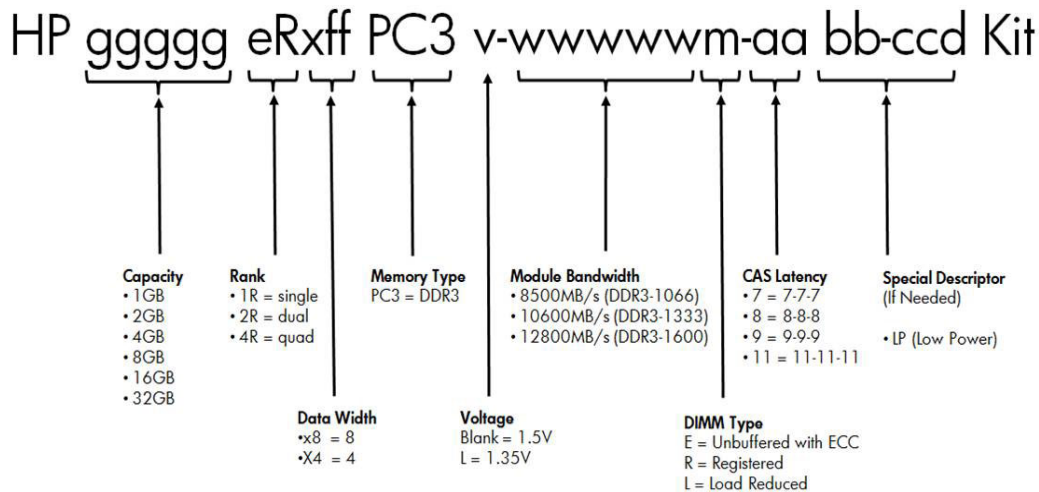 HP ggggg eRxff PC3 v-wwwwwm-aa bb-ccd Kit
Capacity
• 1GB
• 2GB
• 4GB
• 8GB
• 16GB
• 32GB
Rank
• 1R = single
• 2R = dual
• 4R = quad
Memory Type
PC3 = DDR3
Module Bandwidth
• 8500MB/s (DDR3-1066)
• 10600MB/s (DDR3-1333)
• 12800MB/s (DDR3-1600)
CAS Latency
• 7 = 7-7-7
• 8 = 8-8-8
• 9 = 9-9-9
• 11 = 11-11-11
Special Descriptor
(If Needed)
• LP (Low Power)
Data Width
•x8 = 8
•X4 = 4
Voltage
Blank = 1.5V
L = 1.35V
DIMM Type
E = Unbuffered with ECC
R = Registered
L = Load Reduced